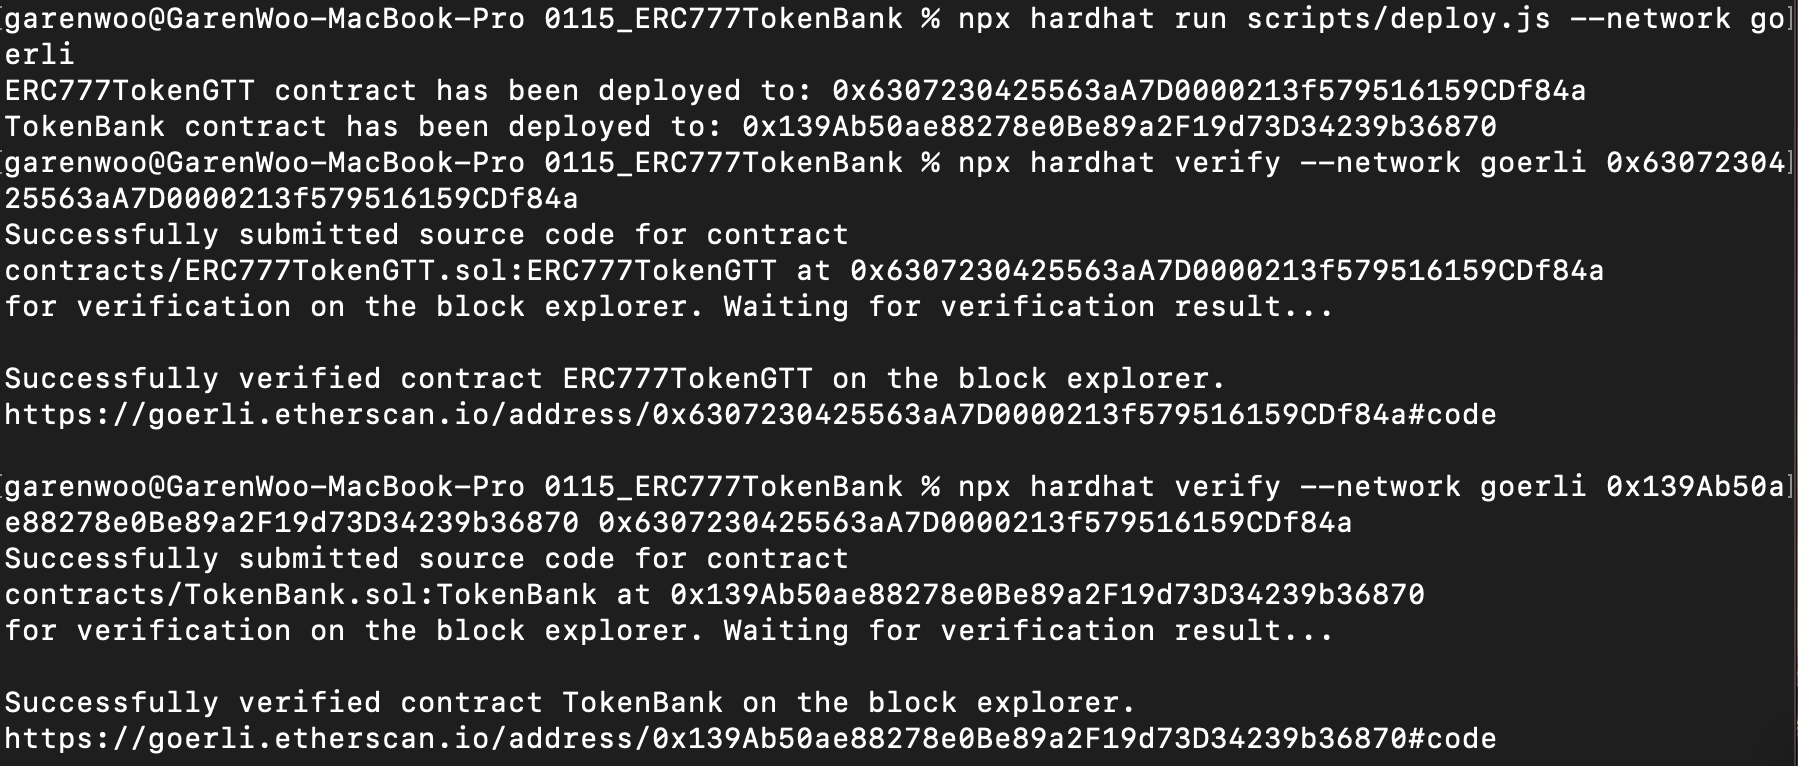 [garenwoo@GarenWoo-MacBook-Pro 0115_ERC777TokenBank % npx hardhat run scripts/deploy.js --network go]
erli
ERC777TokenGTT contract has been deployed to: 0x6307230425563aA7D0000213f579516159CDf84a
TokenBank contract has been deployed to: 0x139Ab50ae88278e0Be89a2F19d73D34239b36870
[garenwoo@GarenWoo-MacBook-Pro 0115_ERC777TokenBank % npx hardhat verify --network goerli 0x63072304]
25563aA7D0000213f579516159CDf84a
Successfully submitted source code for contract
contracts/ERC777TokenGTT.sol:ERC777TokenGTT at 0x6307230425563aA7D0000213f579516159CDf84a
for verification on the block explorer. Waiting for verification result...
Successfully verified contract ERC777TokenGTT on the block explorer.
https://goerli.etherscan.io/address/0x6307230425563aA7D0000213f579516159CDf84a#code
[garenwoo@GarenWoo-MacBook-Pro 0115_ERC777TokenBank % npx hardhat verify --network goerli 0x139Ab50a]
e88278e0Be89a2F19d73D34239b36870 0x6307230425563aA7D0000213f579516159CDf84a
Successfully submitted source code for contract
contracts/TokenBank.sol:TokenBank at 0x139Ab50ae88278e0Be89a2F19d73D34239b36870
for verification on the block explorer. Waiting for verification result...
Successfully verified contract TokenBank on the block explorer.
https://goerli.etherscan.io/address/0x139Ab50ae88278e0Be89a2F19d73D34239b36870#code